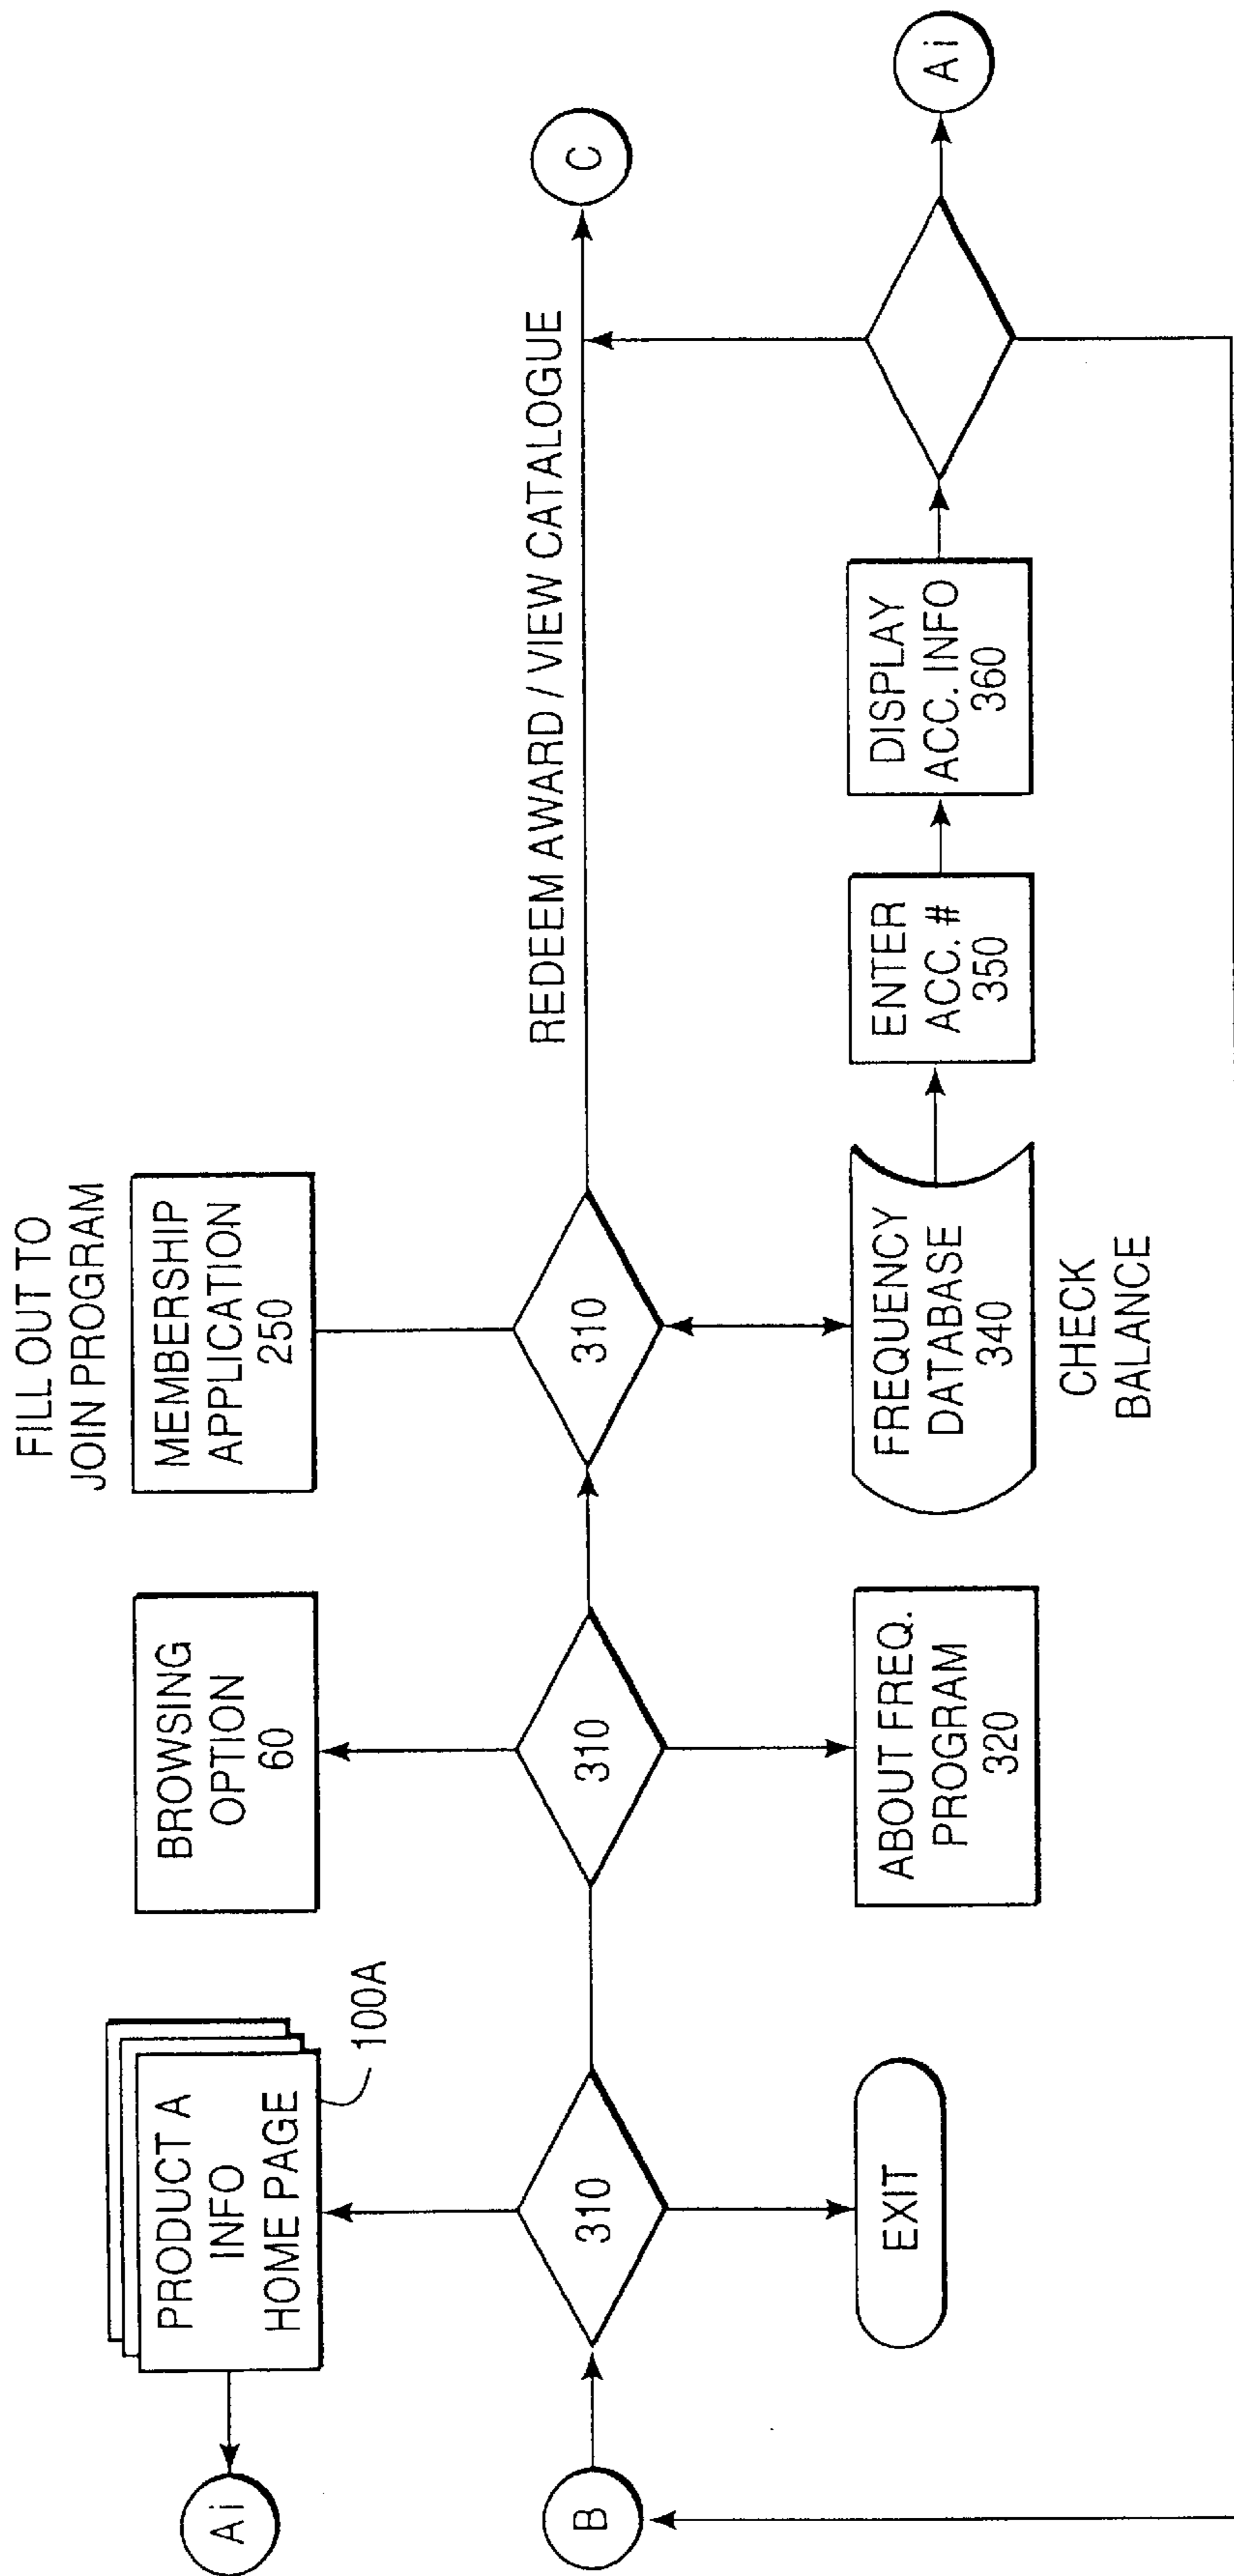 FILL OUT TO
JOIN PROGRAM
PRODUCT A
INFO
HOME PAGE
100A
BROWSING
OPTION
60
MEMBERSHIP
APPLICATION
250
Ai
B
310
310
310
REDEEM AWARD / VIEW CATALOGUE
C
EXIT
ABOUT FREQ.
PROGRAM
320
FREQUENCY
DATABASE
340
CHECK
BALANCE
ENTER
ACC. #
350
DISPLAY
ACC. INFO
360
Ai